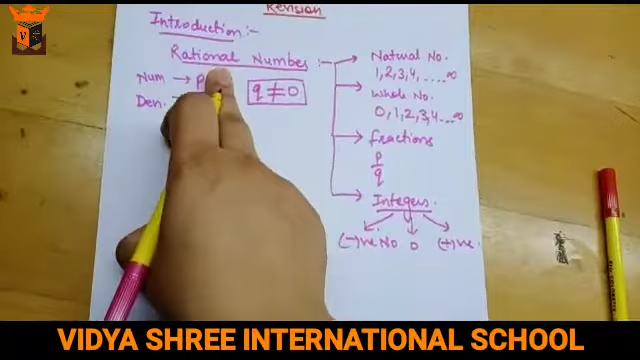 Revision
Introduction :-
Rational Numbers :-
Num → P
Den. →
q ≠ 0
Natural No.
1,2,3,4, ..... ∞
Whole No.
0,1,2,3,4...∞
fractions
p
q
Integers.
(-)ve No 0 (+)ve.
VIDYA SHREE INTERNATIONAL SCHOOL